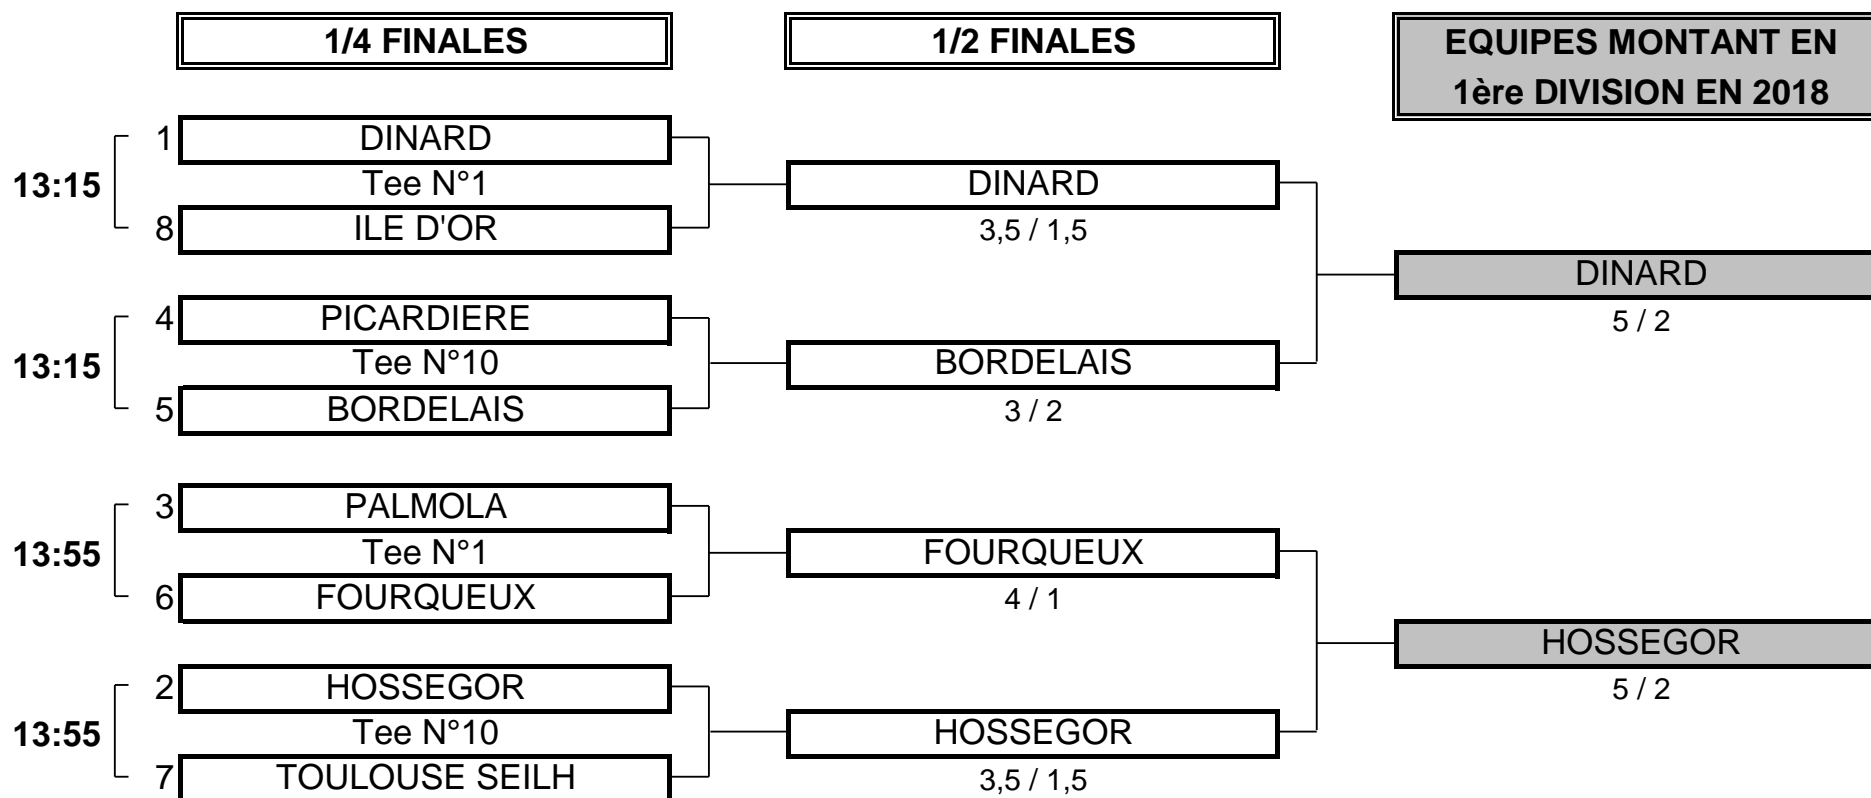 1/4 FINALES
1/2 FINALES
EQUIPES MONTANT EN
1ère DIVISION EN 2018
1 DINARD
13:15 Tee N°1 DINARD
8 ILE D'OR 3,5 / 1,5
DINARD
4 PICARDIERE 5 / 2
13:15 Tee N°10 BORDELAIS
5 BORDELAIS 3 / 2
3 PALMOLA
13:55 Tee N°1 FOURQUEUX
6 FOURQUEUX 4 / 1
HOSSEGOR
2 HOSSEGOR 5 / 2
13:55 Tee N°10 HOSSEGOR
7 TOULOUSE SEILH 3,5 / 1,5